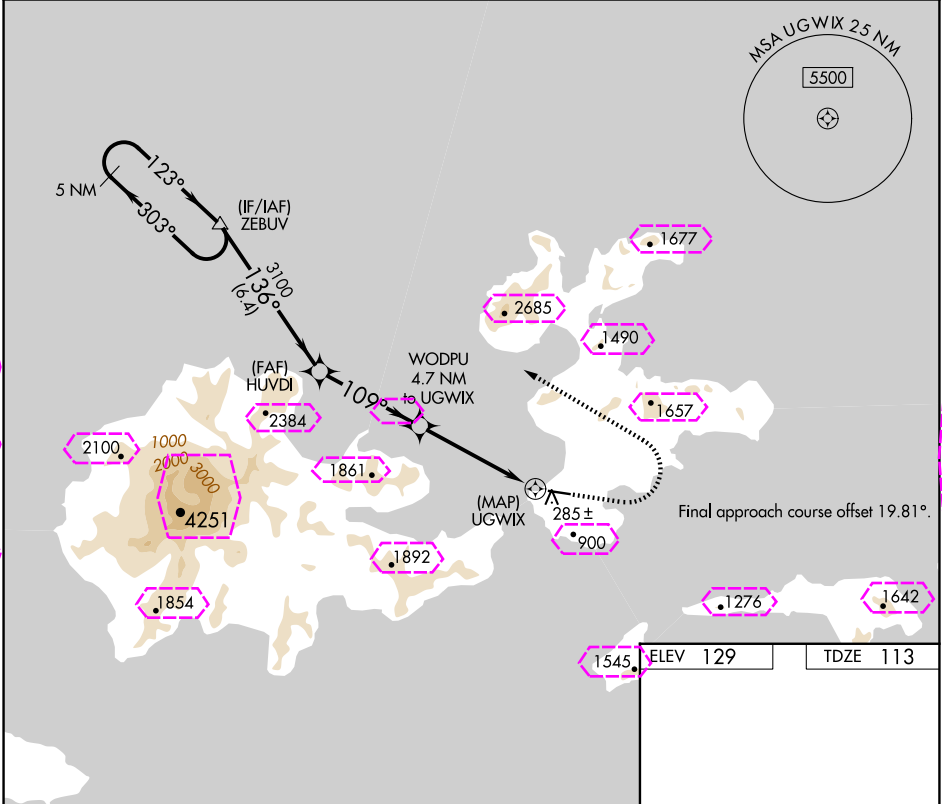 MSA UGWIX 25 NM
5500
123°
5 NM
303°
(IF/IAF)
ZEBUV
3100
136°
(6.4)
1677
2685
1490
(FAF)
HUVDI
WODPU
4.7 NM
to UGWIX
109°
2384
1657
2100
1000
2000
3000
1861
4251
(MAP)
UGWIX
285 ±
Final approach course offset 19.81°.
900
1892
1854
1276
1642
1545
ELEV 129
TDZE 113